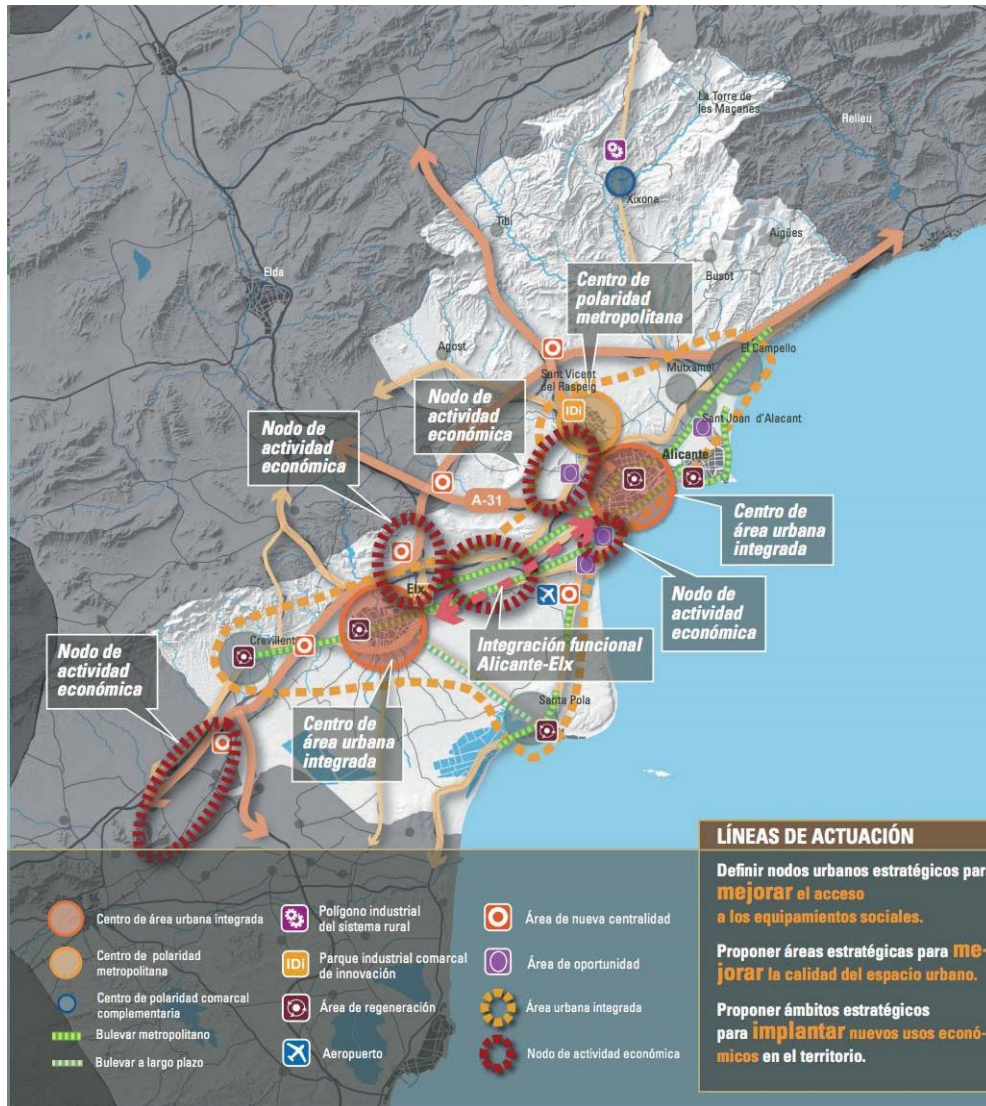 La Torre de
les Maçanes
Relleu
Xixona
Tibi
Aigües
Elda
Busot
Centro de
polaridad
metropolitana
Agost
El Campello
Sant Vicent
del Raspeig
Mutxamel
Nodo de
actividad
económica
IDi
Sant Joan d'Alacant
Nodo de
actividad
económica
Alicante
A-31
Centro de
área urbana
integrada
Elx
Nodo de
actividad
económica
Crevillent
Integración funcional
Alicante-Elx
Nodo de
actividad
económica
Santa Pola
Centro de
área urbana
integrada
Centro de área urbana integrada
Centro de polaridad
metropolitana
Centro de polaridad comarcal
complementaria
Bulevar metropolitano
Bulevar a largo plazo
Polígono industrial
del sistema rural
IDi
Parque industrial comarcal
de innovación
Área de regeneración
Aeropuerto
Área de nueva centralidad
Área de oportunidad
Área urbana integrada
Nodo de actividad económica
LÍNEAS DE ACTUACIÓN
Definir nodos urbanos estratégicos par
mejorar el acceso
a los equipamientos sociales.
Proponer áreas estratégicas para me-
jorar la calidad del espacio urbano.
Proponer ámbitos estratégicos
para implantar nuevos usos econó-
micos en el territorio.